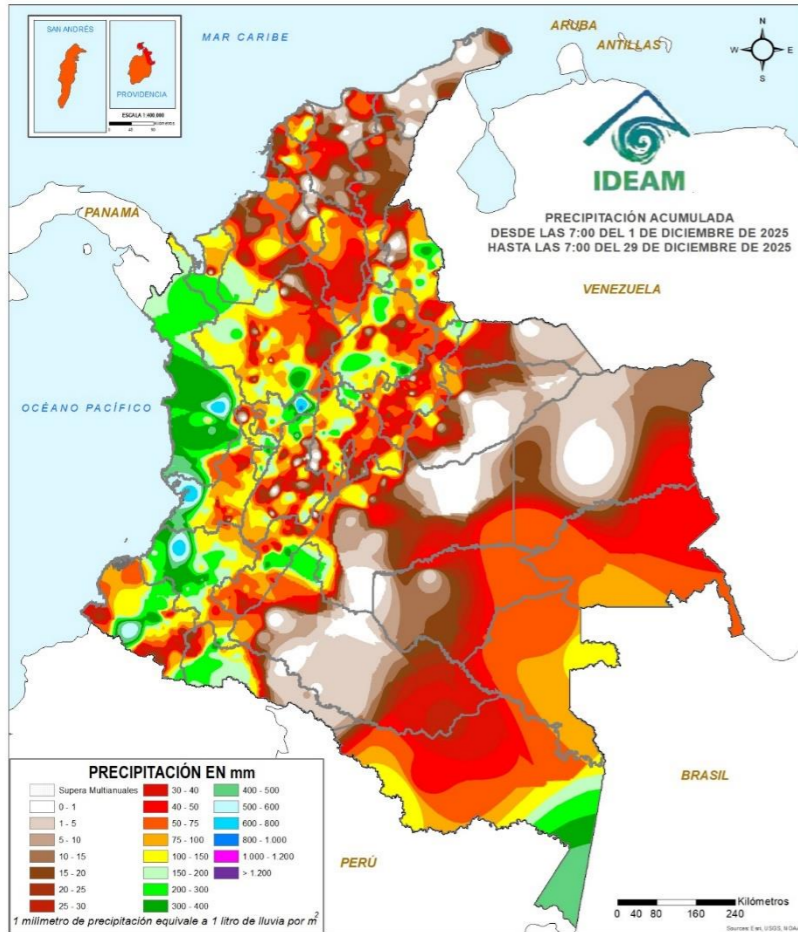 SAN ANDRÉS
PROVIDENCIA
ESCALA 1:400.000
Kilómetros
MAR CARIBE
ARUBA
ANTILLAS
N
W
E
S
IDEAM
PANAMÁ
PRECIPITACIÓN ACUMULADA
DESDE LAS 7:00 DEL 1 DE DICIEMBRE DE 2025
HASTA LAS 7:00 DEL 29 DE DICIEMBRE DE 2025
VENEZUELA
OCÉANO PACÍFICO
BRASIL
PERÚ
PRECIPITACIÓN EN mm
Supera Multianuales
0 - 1
1 - 5
5 - 10
10 - 15
15 - 20
20 - 25
25 - 30
30 - 40
40 - 50
50 - 75
75 - 100
100 - 150
150 - 200
200 - 300
300 - 400
400 - 500
500 - 600
600 - 800
800 - 1.000
1.000 - 1.200
> 1.200
1 milímetro de precipitación equivale a 1 litro de lluvia por m2
Kilómetros
0 40 80 160 240
Sources: Esri, USGS, NOAA